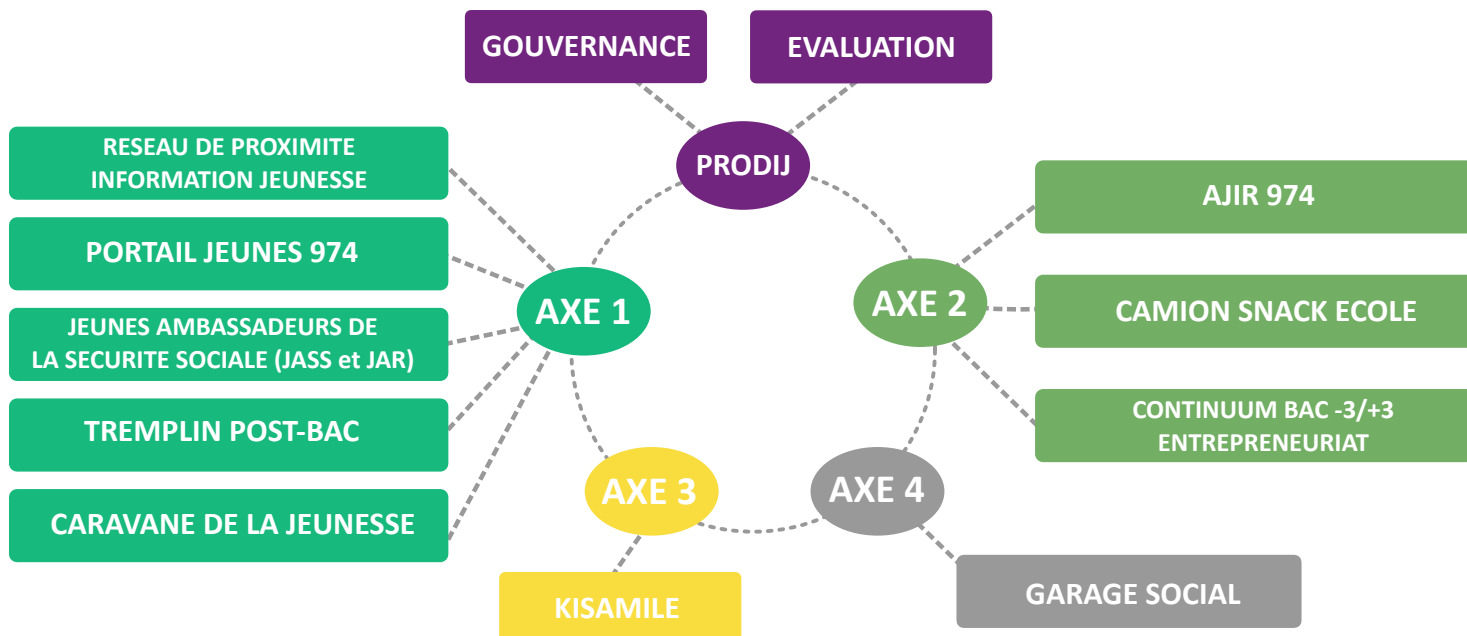 GOUVERNANCE
EVALUATION
PRODIJ
RESEAU DE PROXIMITE
INFORMATION JEUNESSE
PORTAIL JEUNES 974
JEUNES AMBASSADEURS DE
LA SECURITE SOCIALE (JASS et JAR)
TREMPLIN POST-BAC
CARAVANE DE LA JEUNESSE
AXE 1
AXE 2
AJIR 974
CAMION SNACK ECOLE
CONTINUUM BAC -3/+3
ENTREPRENEURIAT
AXE 3
AXE 4
KISAMILE
GARAGE SOCIAL